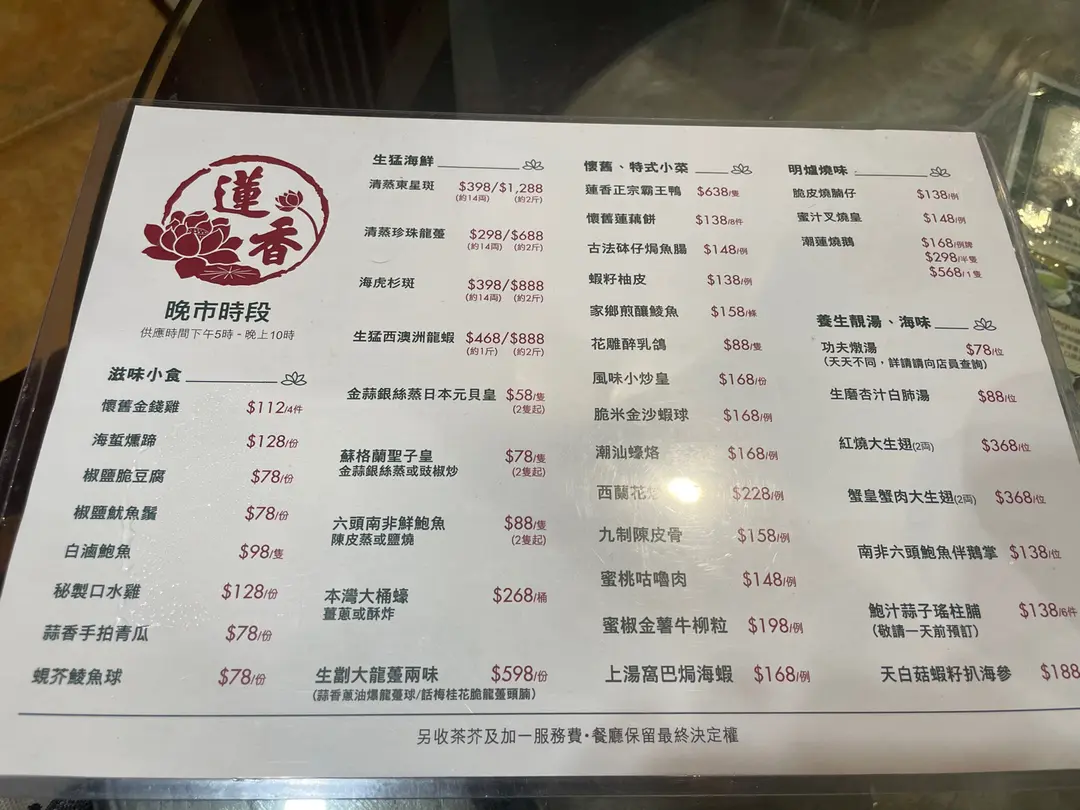 蓮香
晚市時段
供應時間下午5時 - 晚上10時
滋味小食
懷舊金錢雞 $112/4件
海蜇燻蹄 $128/份
椒鹽脆豆腐 $78/份
椒鹽魷魚鬚 $78/份
白滷鮑魚 $98/隻
秘製口水雞 $128/份
蒜香手拍青瓜 $78/份
蜆芥鯪魚球 $78/份
生猛海鮮
清蒸東星斑 $398/$1,288
(約14両) (約2斤)
清蒸珍珠龍躉 $298/$688
(約14両) (約2斤)
海虎杉斑 $398/$888
(約14両) (約2斤)
生猛西澳洲龍蝦 $468/$888
(約1斤) (約2斤)
金蒜銀絲蒸日本元貝皇 $58/隻
(2隻起)
蘇格蘭聖子皇 $78/隻
金蒜銀絲蒸或豉椒炒 (2隻起)
六頭南非鮮鮑魚 $88/隻
陳皮蒸或鹽燒 (2隻起)
本灣大桶蠔 $268/桶
薑蔥或酥炸
生劏大龍躉兩味 $598/份
(蒜香蔥油爆龍躉球/話梅桂花脆龍躉頭腩)
懷舊、特式小菜
蓮香正宗霸王鴨 $638/隻
懷舊蓮藕餅 $138/8件
古法砵仔焗魚腸 $148/例
蝦籽柚皮 $138/例
家鄉煎釀鯪魚 $158/條
花雕醉乳鴿 $88/隻
風味小炒皇 $168/份
脆米金沙蝦球 $168/例
潮汕蠔烙 $168/例
西蘭花 $228/例
九制陳皮骨 $158/例
蜜桃咕嚕肉 $148/例
蜜椒金薯牛柳粒 $198/例
上湯窩巴焗海蝦 $168/例
明爐燒味
脆皮燒腩仔 $138/例
蜜汁叉燒皇 $148/例
潮蓮燒鵝 $168/例牌
$298/半隻
$568/1隻
養生靚湯、海味
功夫燉湯 $78/位
(天天不同，詳請請向店員查詢)
生磨杏汁白肺湯 $88/位
紅燒大生翅(2両) $368/位
蟹皇蟹肉大生翅(2両) $368/位
南非六頭鮑魚伴鵝掌 $138/位
鮑汁蒜子瑤柱脯 $138/6件
(敬請一天前預訂)
天白菇蝦籽扒海參 $188
另收茶芥及加一服務費•餐廳保留最終決定權